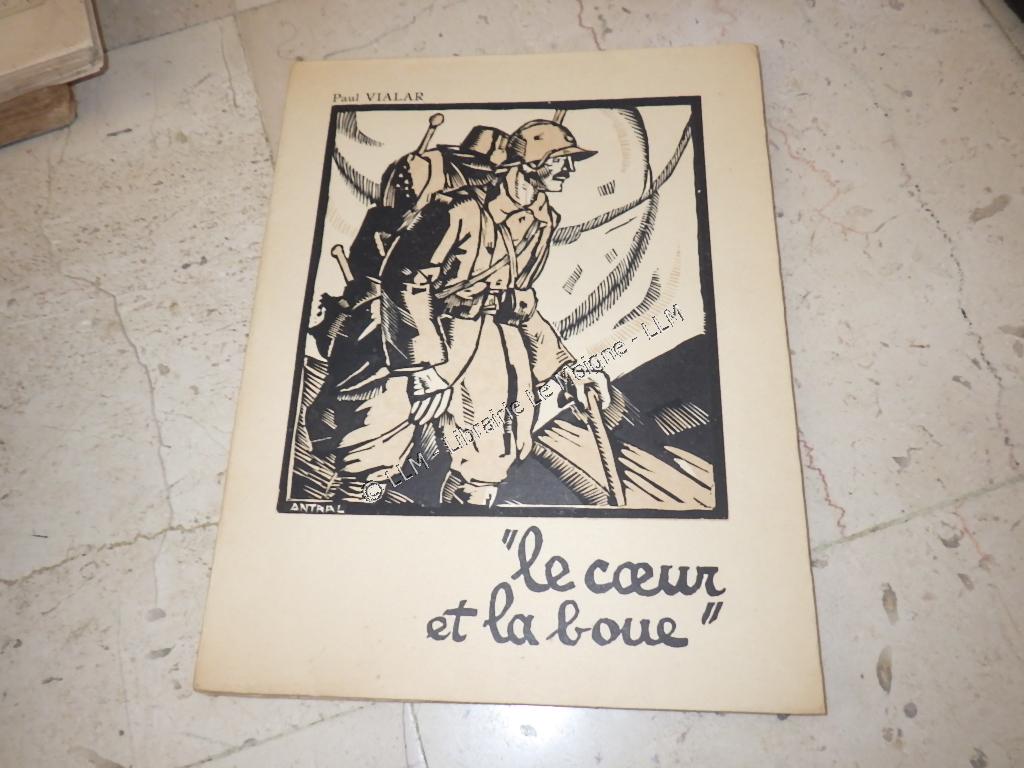 Paul VIALAR
ANTRAL
© LLM - Librairie Le Moigne - LLM
"le cœur
et la boue"